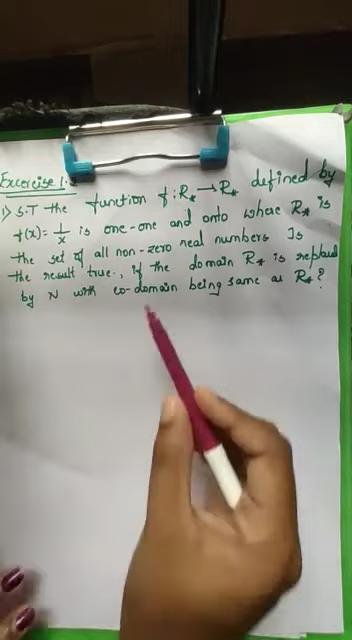 Excercise 1:
1) S.T the function f: R* → R* defined by
f(x) = 1/x is one-one and onto where R* is
the set of all non-zero real numbers Is
the result true., if the domain R* is replaced
by N with co-domain being same as R*?